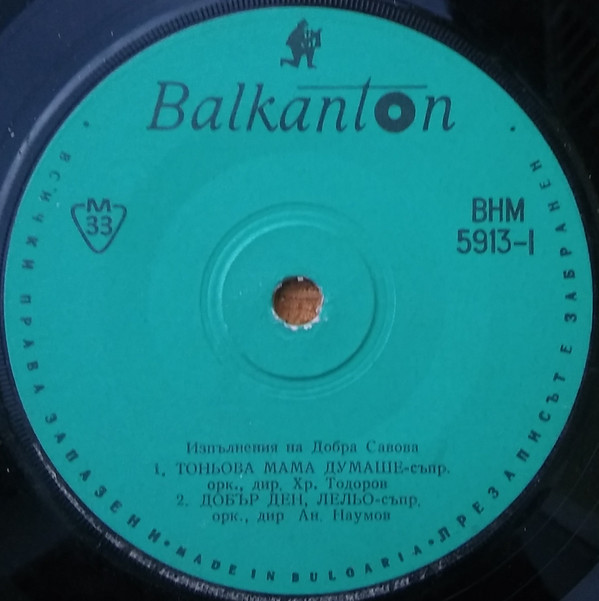 Balkanton
M
33
ВНМ
5913-I
Изпълнения на Добра Савова
1. ТОНЬОВА МАМА ДУМАШЕ-съпр.
орк., дир. Хр. Тодоров
2. ДОБЪР ДЕН, ЛЕЛЬО-съпр.
орк., дир. Ан. Наумов
• ВСИЧКИ ПРАВА ЗАПАЗЕНИ • MADE IN BULGARIA • ПРЕЗАПИСЪТ Е ЗАБРАНЕН •